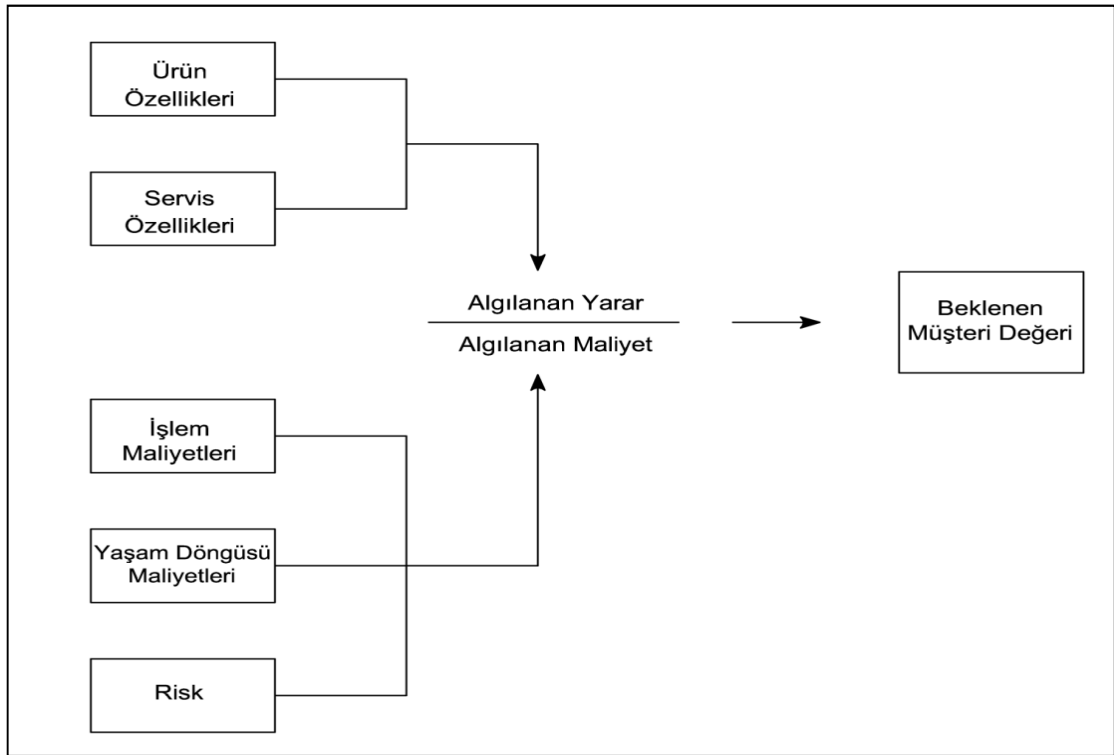 Ürün
Özellikleri
Servis
Özellikleri
Algılanan Yarar
Algılanan Maliyet
Beklenen
Müşteri Değeri
İşlem
Maliyetleri
Yaşam Döngüsü
Maliyetleri
Risk